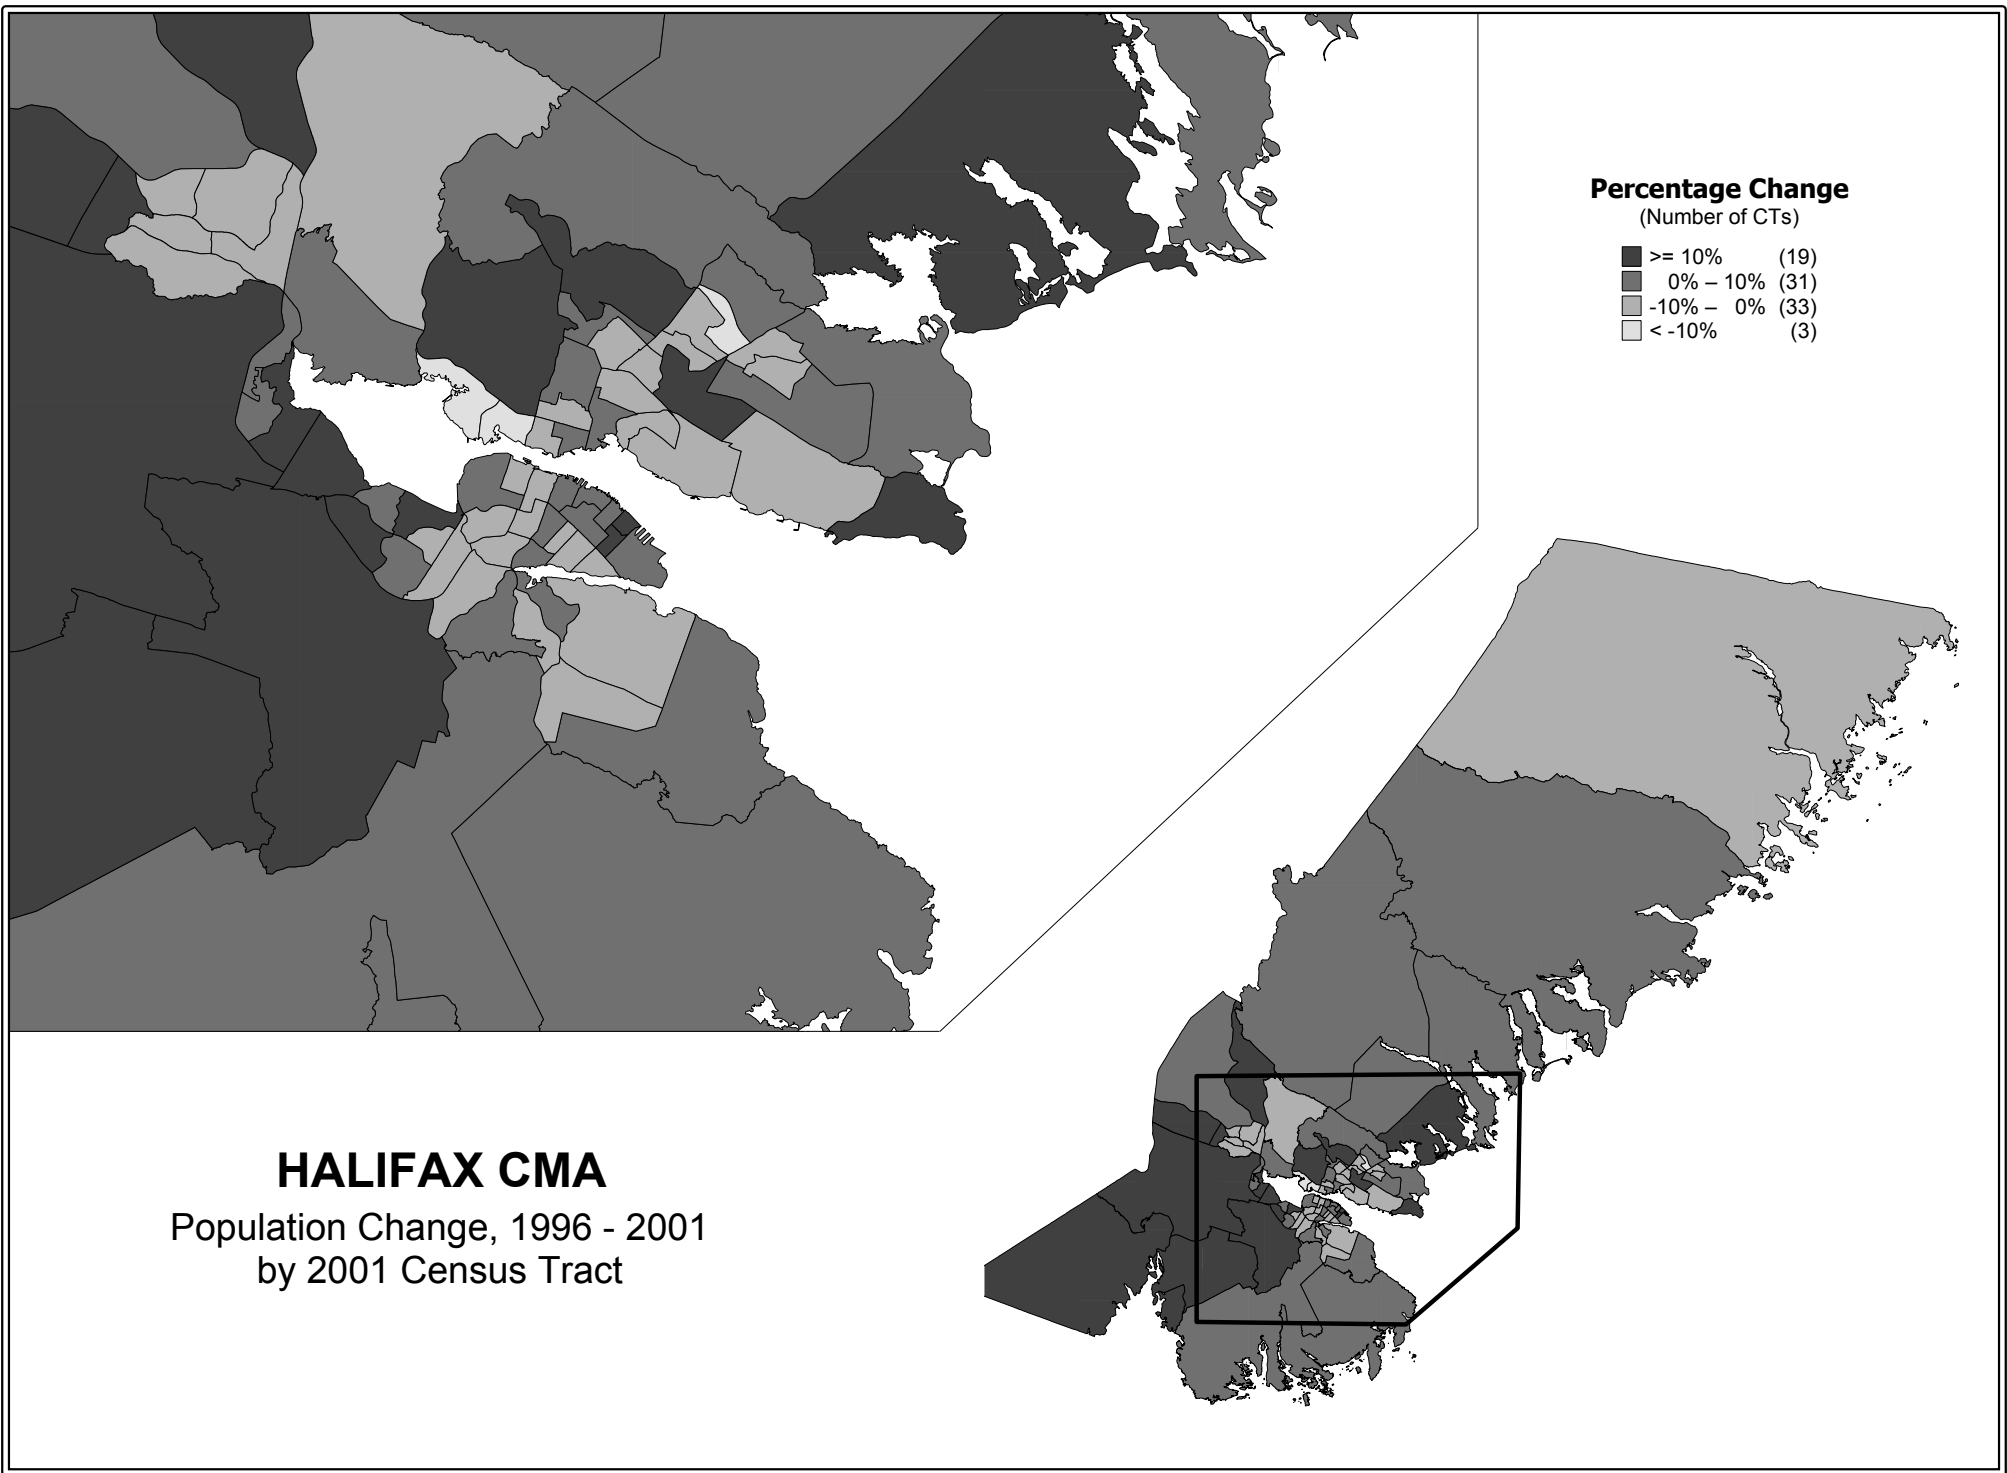 Percentage Change
(Number of CTs)
>= 10% (19)
0% – 10% (31)
-10% – 0% (33)
< -10% (3)
HALIFAX CMA
Population Change, 1996 - 2001
by 2001 Census Tract